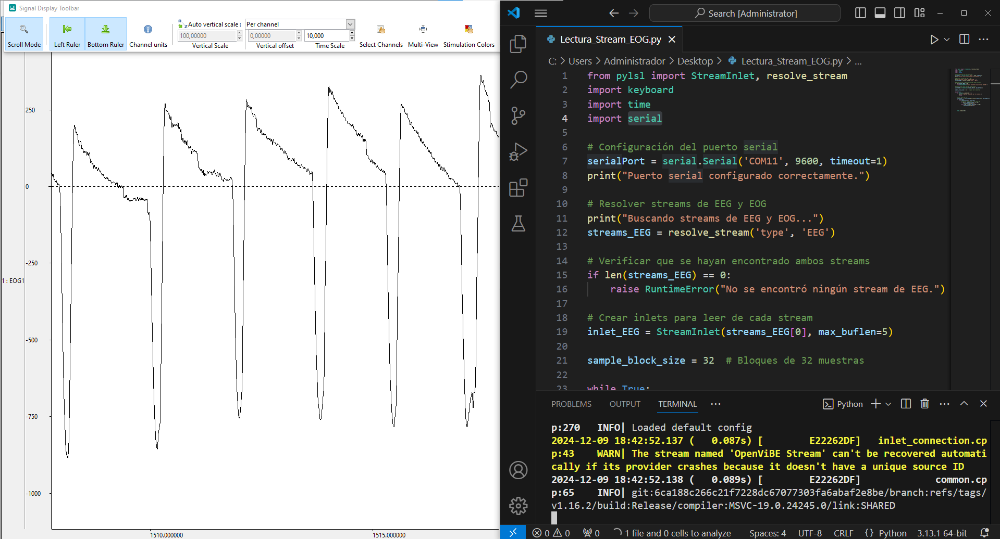 Signal Display Toolbar
Scroll Mode
Left Ruler
Bottom Ruler
Channel units
Auto vertical scale :
Per channel
100,00000
Vertical Scale
0,00000
Vertical offset
10,000
Time Scale
Select Channels
Multi-View
Stimulation Colors
250
0
-250
1 : EOG1
-500
-750
-1000
1510.000000
1515.000000
Search [Administrator]
Lectura_Stream_EOG.py
C: > Users > Administrador > Desktop > Lectura_Stream_EOG.py > ...
1 from pylsl import StreamInlet, resolve_stream
2 import keyboard
3 import time
4 import serial
5
6 # Configuración del puerto serial
7 serialPort = serial.Serial('COM11', 9600, timeout=1)
8 print("Puerto serial configurado correctamente.")
9
10 # Resolver streams de EEG y EOG
11 print("Buscando streams de EEG y EOG...")
12 streams_EEG = resolve_stream('type', 'EEG')
13
14 # Verificar que se hayan encontrado ambos streams
15 if len(streams_EEG) == 0:
16     raise RuntimeError("No se encontró ningún stream de EEG.")
17
18 # Crear inlets para leer de cada stream
19 inlet_EEG = StreamInlet(streams_EEG[0], max_buflen=5)
20
21 sample_block_size = 32  # Bloques de 32 muestras
22
23 while True:
PROBLEMS OUTPUT TERMINAL ···
Python
p:270   INFO| Loaded default config
2024-12-09 18:42:52.137 (   0.087s) [        E22262DF]   inlet_connection.cp
p:43    WARN| The stream named 'OpenViBE Stream' can't be recovered automati
cally if its provider crashes because it doesn't have a unique source ID
2024-12-09 18:42:52.138 (   0.089s) [        E22262DF]             common.cp
p:65    INFO| git:6ca188c266c21f7228dc67077303fa6abaf2e8be/branch:refs/tags/
v1.16.2/build:Release/compiler:MSVC-19.0.24245.0/link:SHARED
0 0 0 1 file and 0 cells to analyze Spaces: 4 UTF-8 CRLF {} Python 3.13.1 64-bit